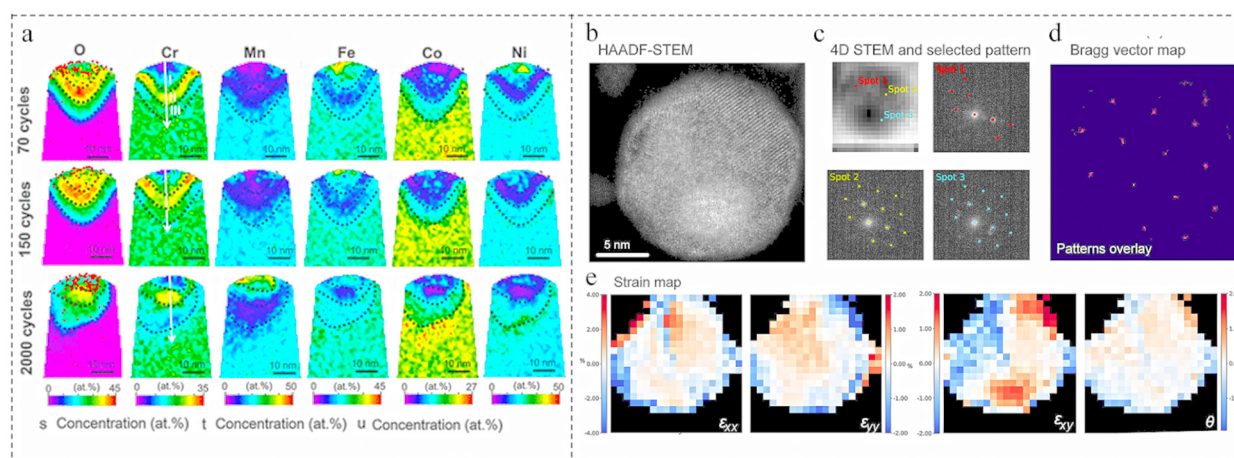 a
O Cr Mn Fe Co Ni
70 cycles
I
II
III
10 nm 10 nm 10 nm 10 nm 10 nm 10 nm
150 cycles
10 nm 10 nm 10 nm 10 nm 10 nm 10 nm
2000 cycles
10 nm 10 nm 10 nm 10 nm 10 nm 10 nm
0 (at.%) 45 0 (at.%) 35 0 (at.%) 50 0 (at.%) 45 0 (at.%) 27 0 (at.%) 50
s Concentration (at.%) t Concentration (at.%) u Concentration (at.%)
b
HAADF-STEM
5 nm
c
4D STEM and selected pattern
Spot 1
Spot 2
Spot 3
Spot 1
Spot 2
Spot 3
d
Bragg vector map
Patterns overlay
e
Strain map
4.00
2.00
0.00
-2.00
-4.00
%
εxx
εyy
2.00
1.00
0.00
-1.00
-2.00
%
εxy
θ
2.00
1.00
0.00
-1.00
-2.00